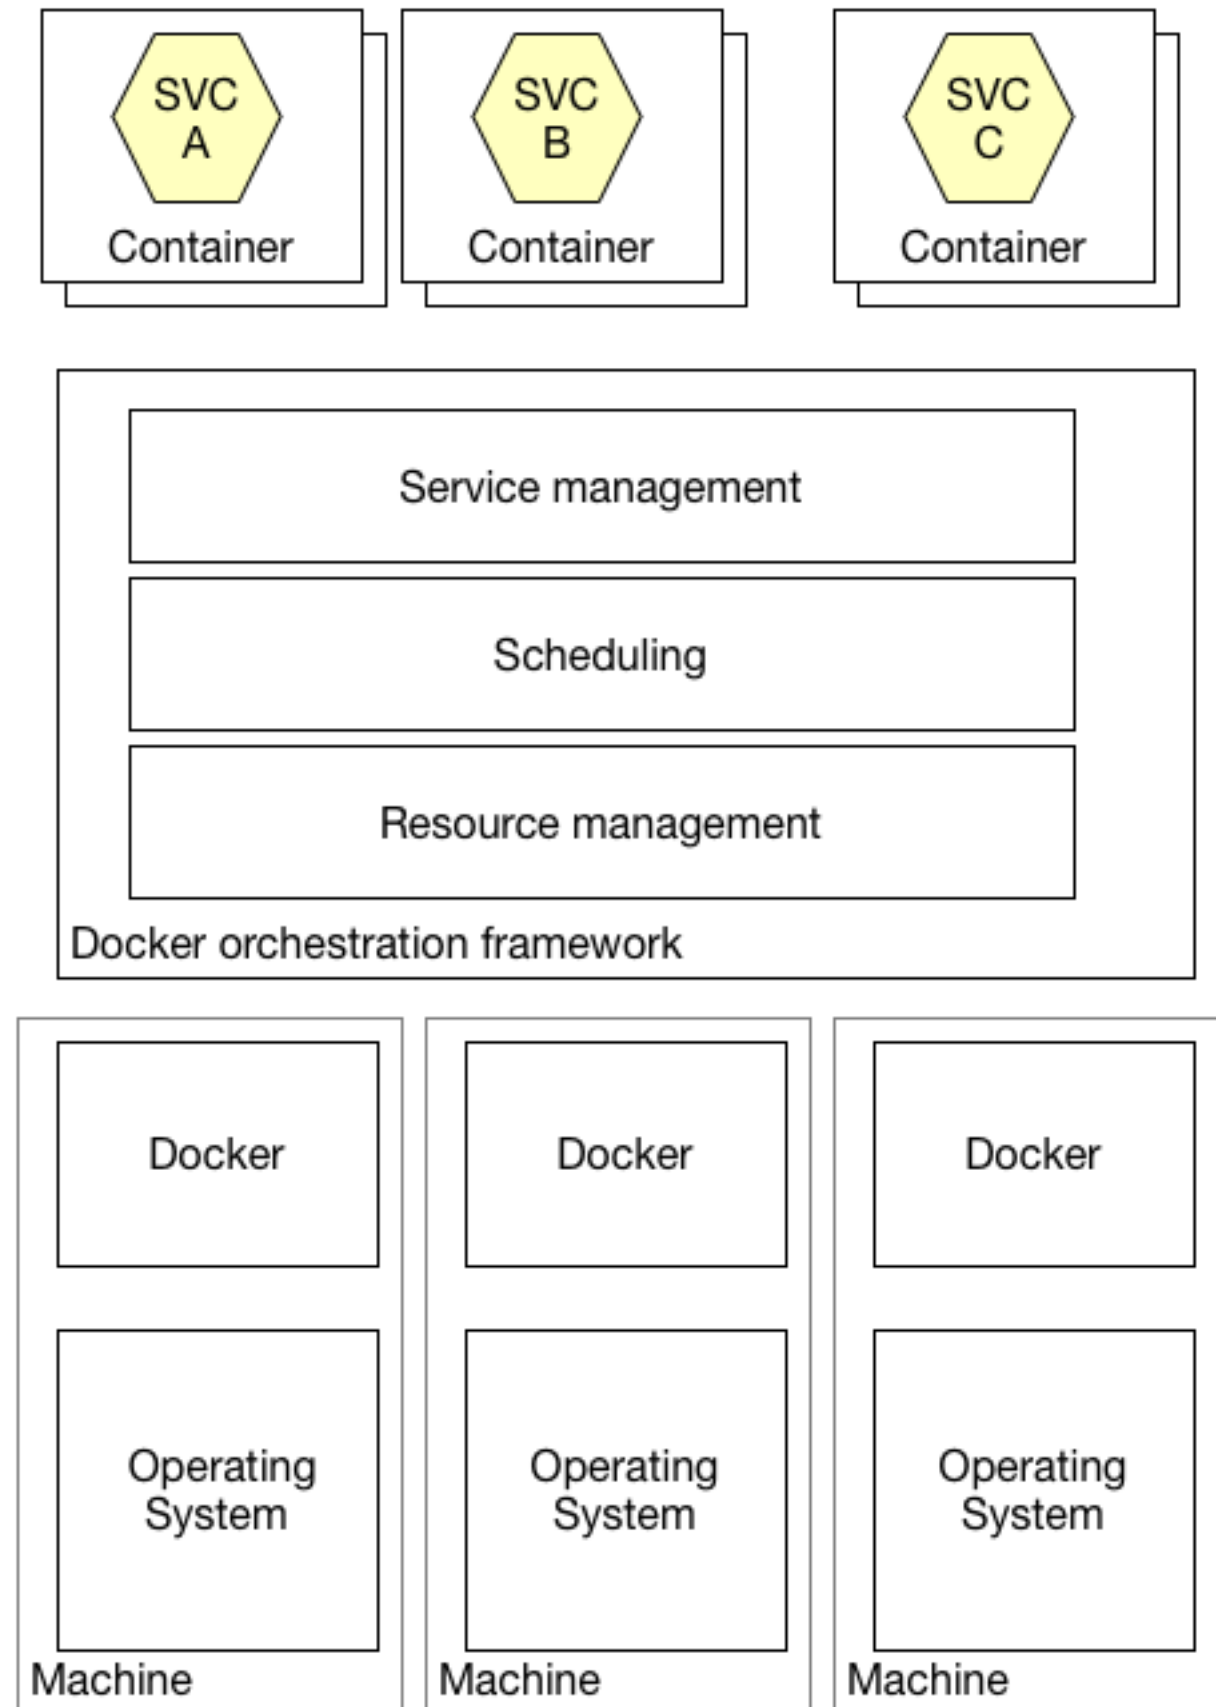 SVC
A
Container
SVC
B
Container
SVC
C
Container
Service management
Scheduling
Resource management
Docker orchestration framework
Docker
Operating
System
Machine
Docker
Operating
System
Machine
Docker
Operating
System
Machine